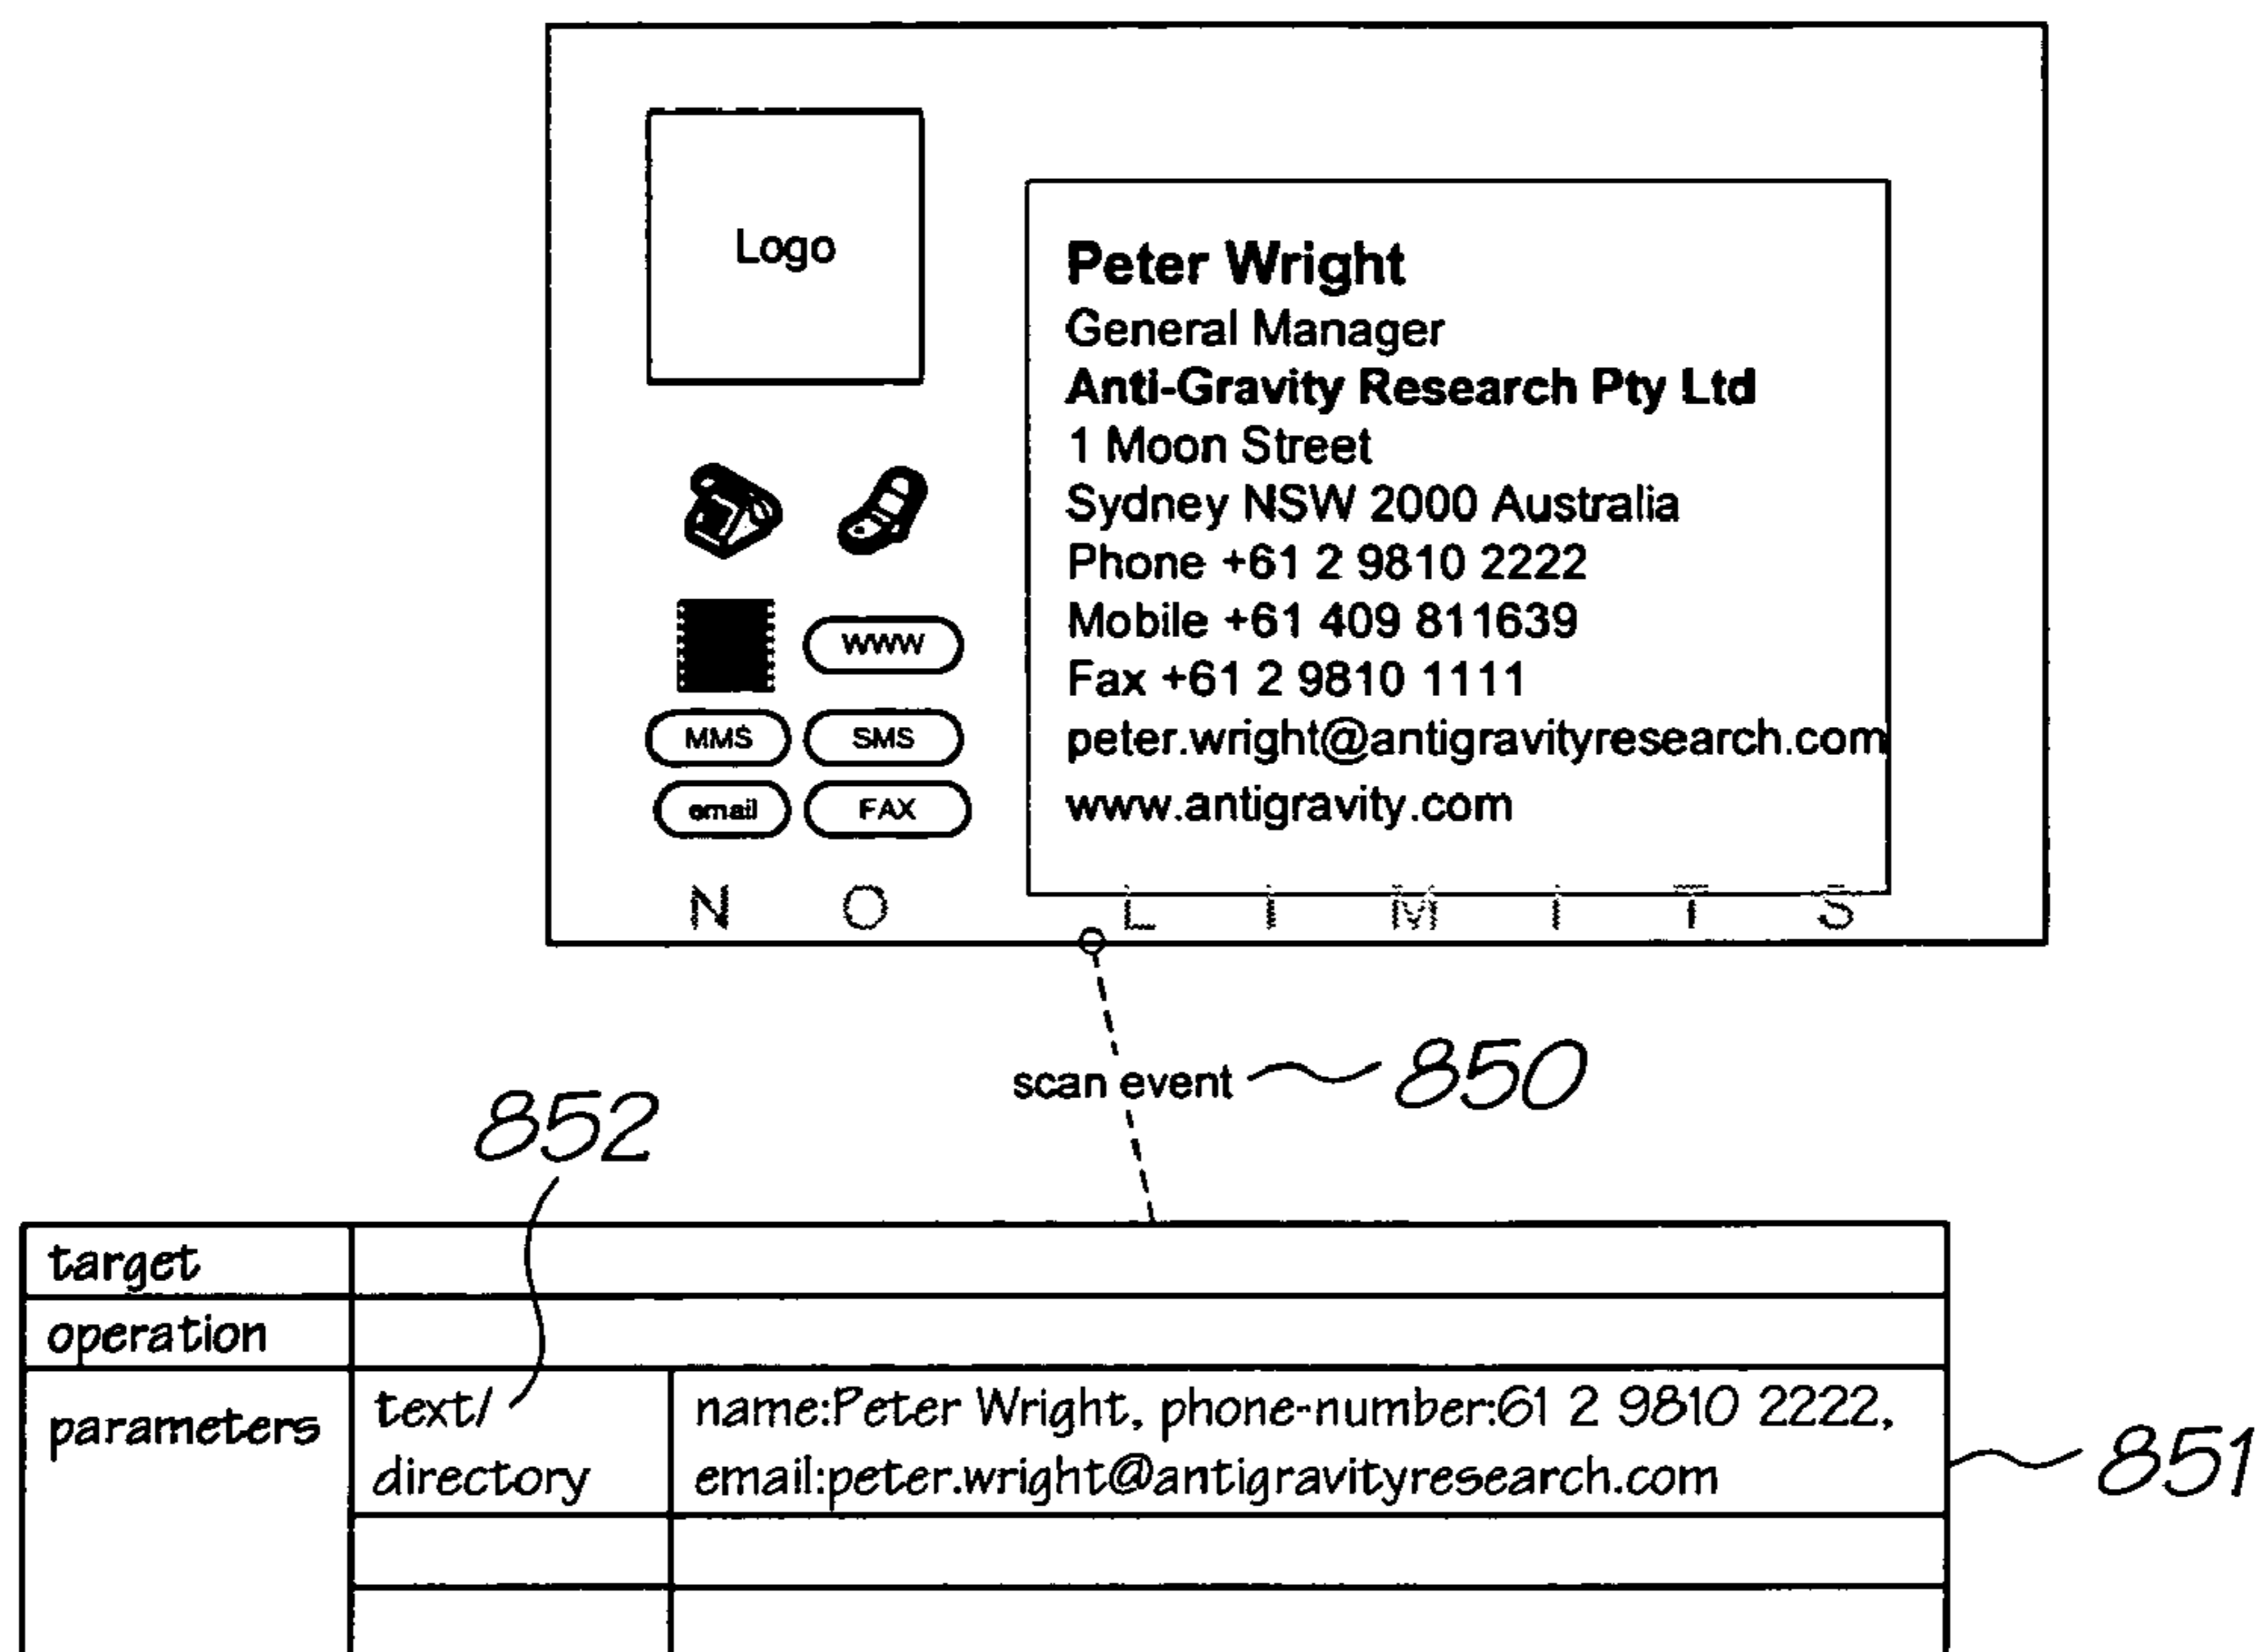 Logo
Peter Wright
General Manager
Anti-Gravity Research Pty Ltd
1 Moon Street
Sydney NSW 2000 Australia
Phone +61 2 9810 2222
Mobile +61 409 811639
Fax +61 2 9810 1111
peter.wright@antigravityresearch.com
www.antigravity.com
WWW
MMS SMS
email FAX
N O L I M I T S
scan event 850
852
target
operation
parameters
text/
directory
name:Peter Wright, phone-number:61 2 9810 2222,
email:peter.wright@antigravityresearch.com
851